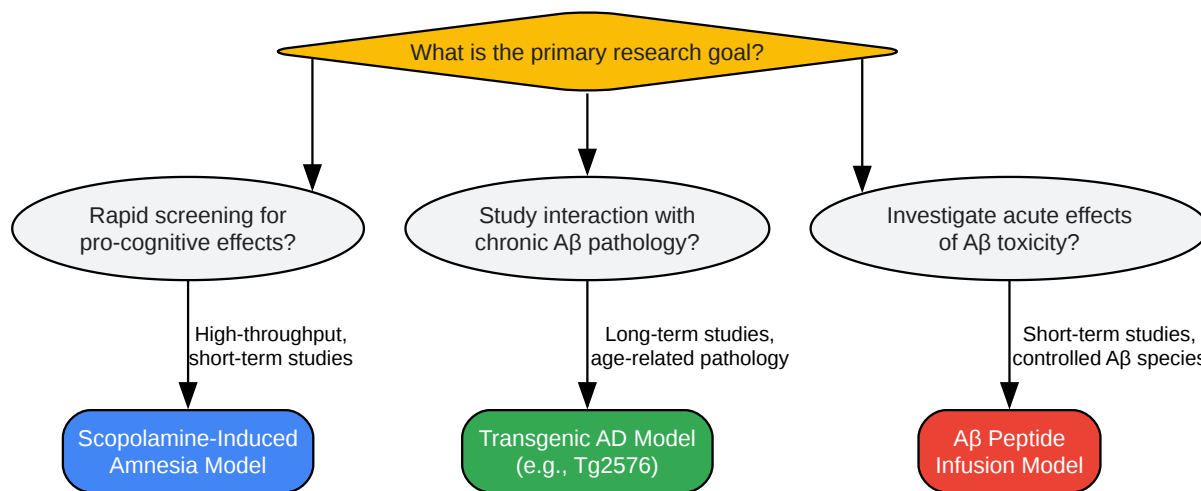 What is the primary research goal?
Rapid screening for
pro-cognitive effects?
Study interaction with
chronic Aβ pathology?
Investigate acute effects
of Aβ toxicity?
High-throughput,
short-term studies
Long-term studies,
age-related pathology
Short-term studies,
controlled Aβ species
Scopolamine-Induced
Amnesia Model
Transgenic AD Model
(e.g., Tg2576)
Aβ Peptide
Infusion Model